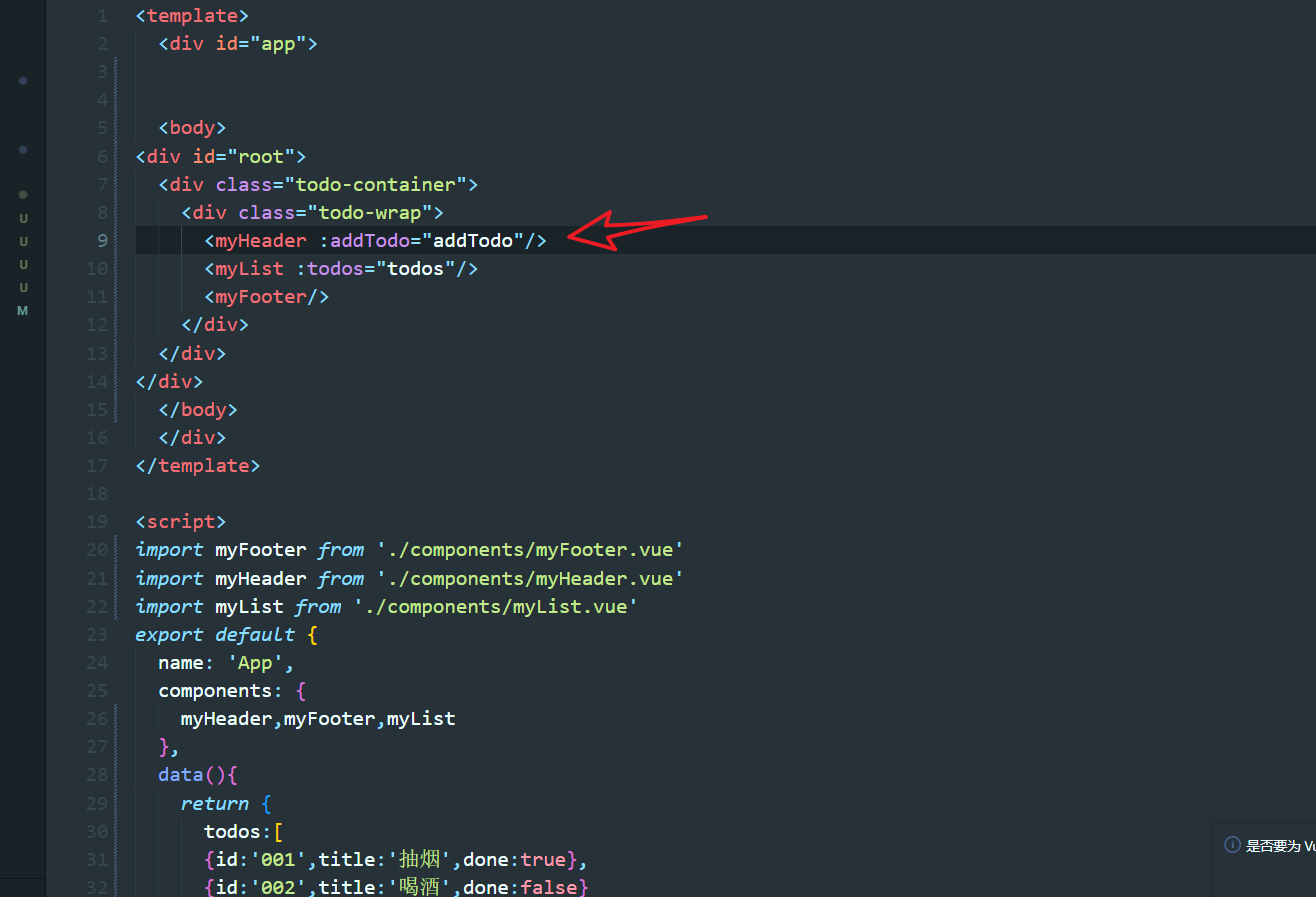 1 <template>
2 <div id="app">
3
4
5 <body>
6 <div id="root">
7 <div class="todo-container">
8 <div class="todo-wrap">
9 <myHeader :addTodo="addTodo"/>
10 <myList :todos="todos"/>
11 <myFooter/>
12 </div>
13 </div>
14 </div>
15 </body>
16 </div>
17 </template>
18
19 <script>
20 import myFooter from './components/myFooter.vue'
21 import myHeader from './components/myHeader.vue'
22 import myList from './components/myList.vue'
23 export default {
24 name: 'App',
25 components: {
26 myHeader,myFooter,myList
27 },
28 data(){
29 return {
30 todos:[
31 {id:'001',title:'抽烟',done:true},
32 {id:'002',title:'喝酒',done:false}
U
U
U
U
M
是否要为 Vu